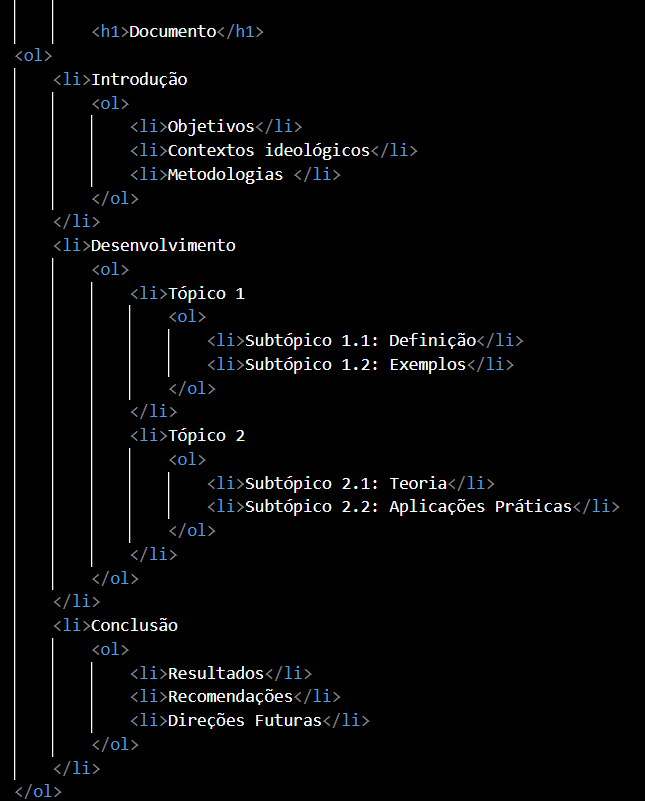 <h1>Documento</h1>
<ol>
<li>Introdução
<ol>
<li>Objetivos</li>
<li>Contextos ideológicos</li>
<li>Metodologias </li>
</ol>
</li>
<li>Desenvolvimento
<ol>
<li>Tópico 1
<ol>
<li>Subtópico 1.1: Definição</li>
<li>Subtópico 1.2: Exemplos</li>
</ol>
</li>
<li>Tópico 2
<ol>
<li>Subtópico 2.1: Teoria</li>
<li>Subtópico 2.2: Aplicações Práticas</li>
</ol>
</li>
</ol>
</li>
<li>Conclusão
<ol>
<li>Resultados</li>
<li>Recomendações</li>
<li>Direções Futuras</li>
</ol>
</li>
</ol>